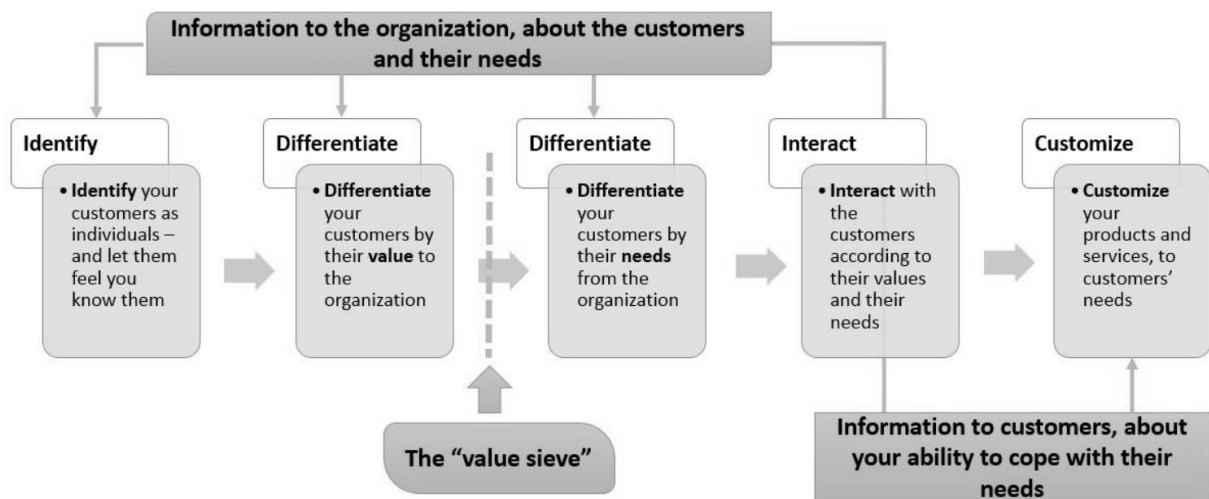 Information to the organization, about the customers
and their needs
Identify
• Identify your
customers as
individuals –
and let them
feel you
know them
Differentiate
• Differentiate
your
customers by
their value to
the
organization
Differentiate
• Differentiate
your
customers by
their needs
from the
organization
Interact
• Interact with
the
customers
according to
their values
and their
needs
Customize
• Customize
your
products and
services, to
customers’
needs
The “value sieve”
Information to customers, about
your ability to cope with their
needs